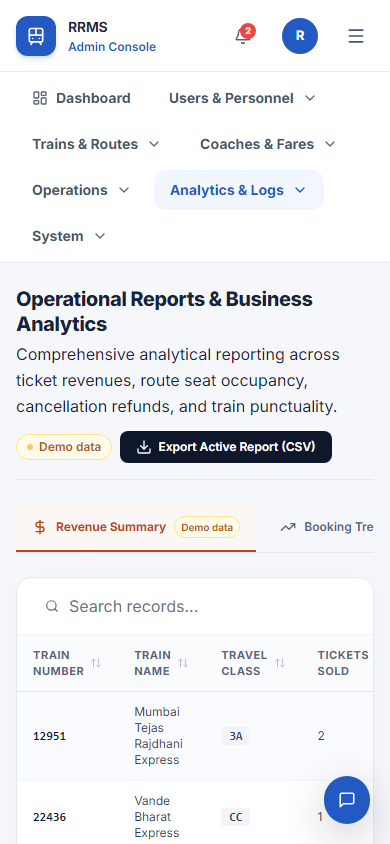 RRMS
Admin Console
2
R
Dashboard
Users & Personnel
Trains & Routes
Coaches & Fares
Operations
Analytics & Logs
System
Operational Reports & Business
Analytics
Comprehensive analytical reporting across
ticket revenues, route seat occupancy,
cancellation refunds, and train punctuality.
Demo data
Export Active Report (CSV)
Revenue Summary
Demo data
Booking Tre
Search records...
TRAIN NUMBER
TRAIN NAME
TRAVEL CLASS
TICKETS SOLD
12951
Mumbai
Tejas
Rajdhani
Express
3A
2
22436
Vande
Bharat
Express
CC
1